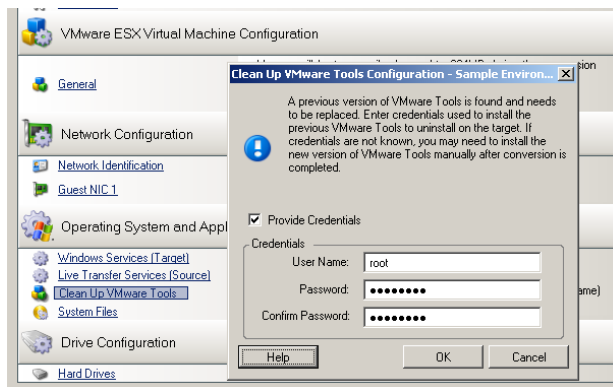 VMware ESX Virtual Machine Configuration
General
Network Configuration
Network Identification
Guest NIC 1
Operating System and Appl
Windows Services (Target)
Live Transfer Services (Source)
Clean Up VMware Tools
System Files
Drive Configuration
Hard Drives
sion
ame)
Clean Up VMware Tools Configuration - Sample Environ...
A previous version of VMware Tools is found and needs
to be replaced. Enter credentials used to install the
previous VMware Tools to uninstall on the target. If
credentials are not known, you may need to install the
new version of VMware Tools manually after conversion is
completed.
Provide Credentials
Credentials
User Name: root
Password: ●●●●●●●●
Confirm Password: ●●●●●●●●
Help OK Cancel